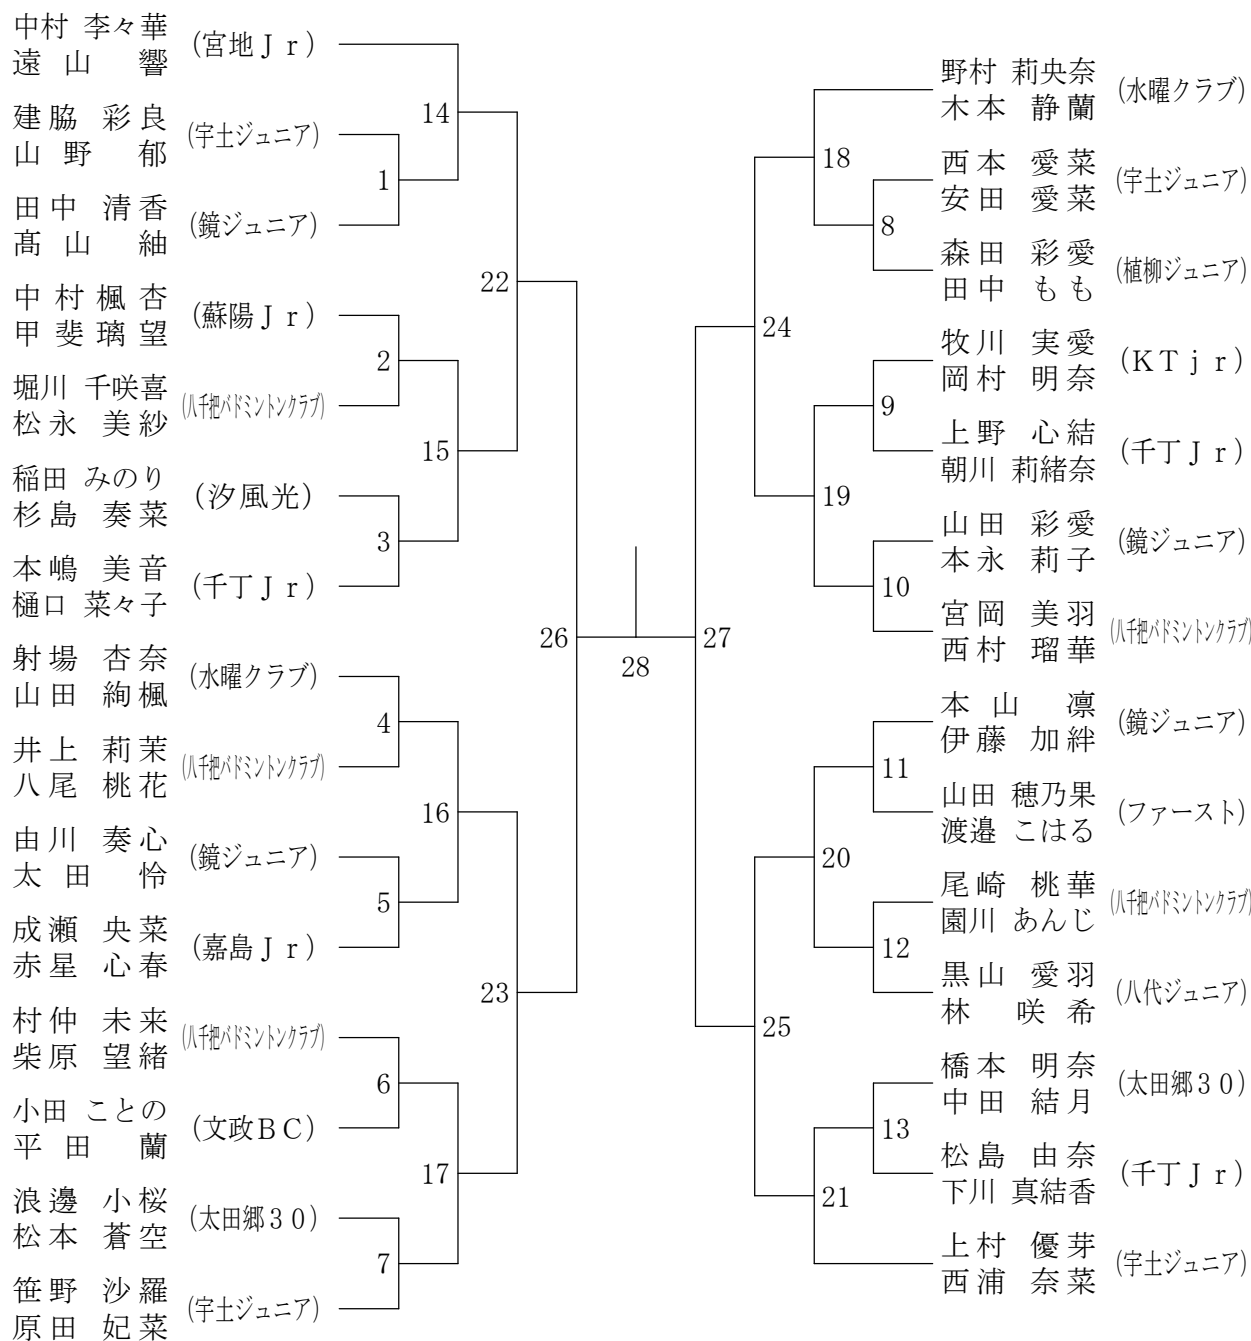 中村 李々華
遠山 響
(宮地Ｊｒ)
建脇 彩良
山野 郁
(宇土ジュニア)
田中 清香
髙山 紬
(鏡ジュニア)
中村楓杏
甲斐璃望
(蘇陽Ｊｒ)
堀川 千咲喜
松永 美紗
(八千把バドミントンクラブ)
稲田 みのり
杉島 奏菜
(汐風光)
本嶋 美音
樋口 菜々子
(千丁Ｊｒ)
射場 杏奈
山田 絢楓
(水曜クラブ)
井上 莉茉
八尾 桃花
(八千把バドミントンクラブ)
由川 奏心
太田 怜
(鏡ジュニア)
成瀬 央菜
赤星 心春
(嘉島Ｊｒ)
村仲 未来
柴原 望緒
(八千把バドミントンクラブ)
小田 ことの
平田 蘭
(文政ＢＣ)
浪邊 小桜
松本 蒼空
(太田郷３０)
笹野 沙羅
原田 妃菜
(宇土ジュニア)
1
2
3
4
5
6
7
14
15
16
17
22
23
26
28
27
24
25
18
19
20
21
8
9
10
11
12
13
野村 莉央奈
木本 静蘭
(水曜クラブ)
西本 愛菜
安田 愛菜
(宇土ジュニア)
森田 彩愛
田中 もも
(植柳ジュニア)
牧川 実愛
岡村 明奈
(ＫＴｊｒ)
上野 心結
朝川 莉緒奈
(千丁Ｊｒ)
山田 彩愛
本永 莉子
(鏡ジュニア)
宮岡 美羽
西村 瑠華
(八千把バドミントンクラブ)
本山 凛
伊藤 加絆
(鏡ジュニア)
山田 穂乃果
渡邉 こはる
(ファースト)
尾崎 桃華
園川 あんじ
(八千把バドミントンクラブ)
黒山 愛羽
林 咲希
(八代ジュニア)
橋本 明奈
中田 結月
(太田郷３０)
松島 由奈
下川 真結香
(千丁Ｊｒ)
上村 優芽
西浦 奈菜
(宇土ジュニア)